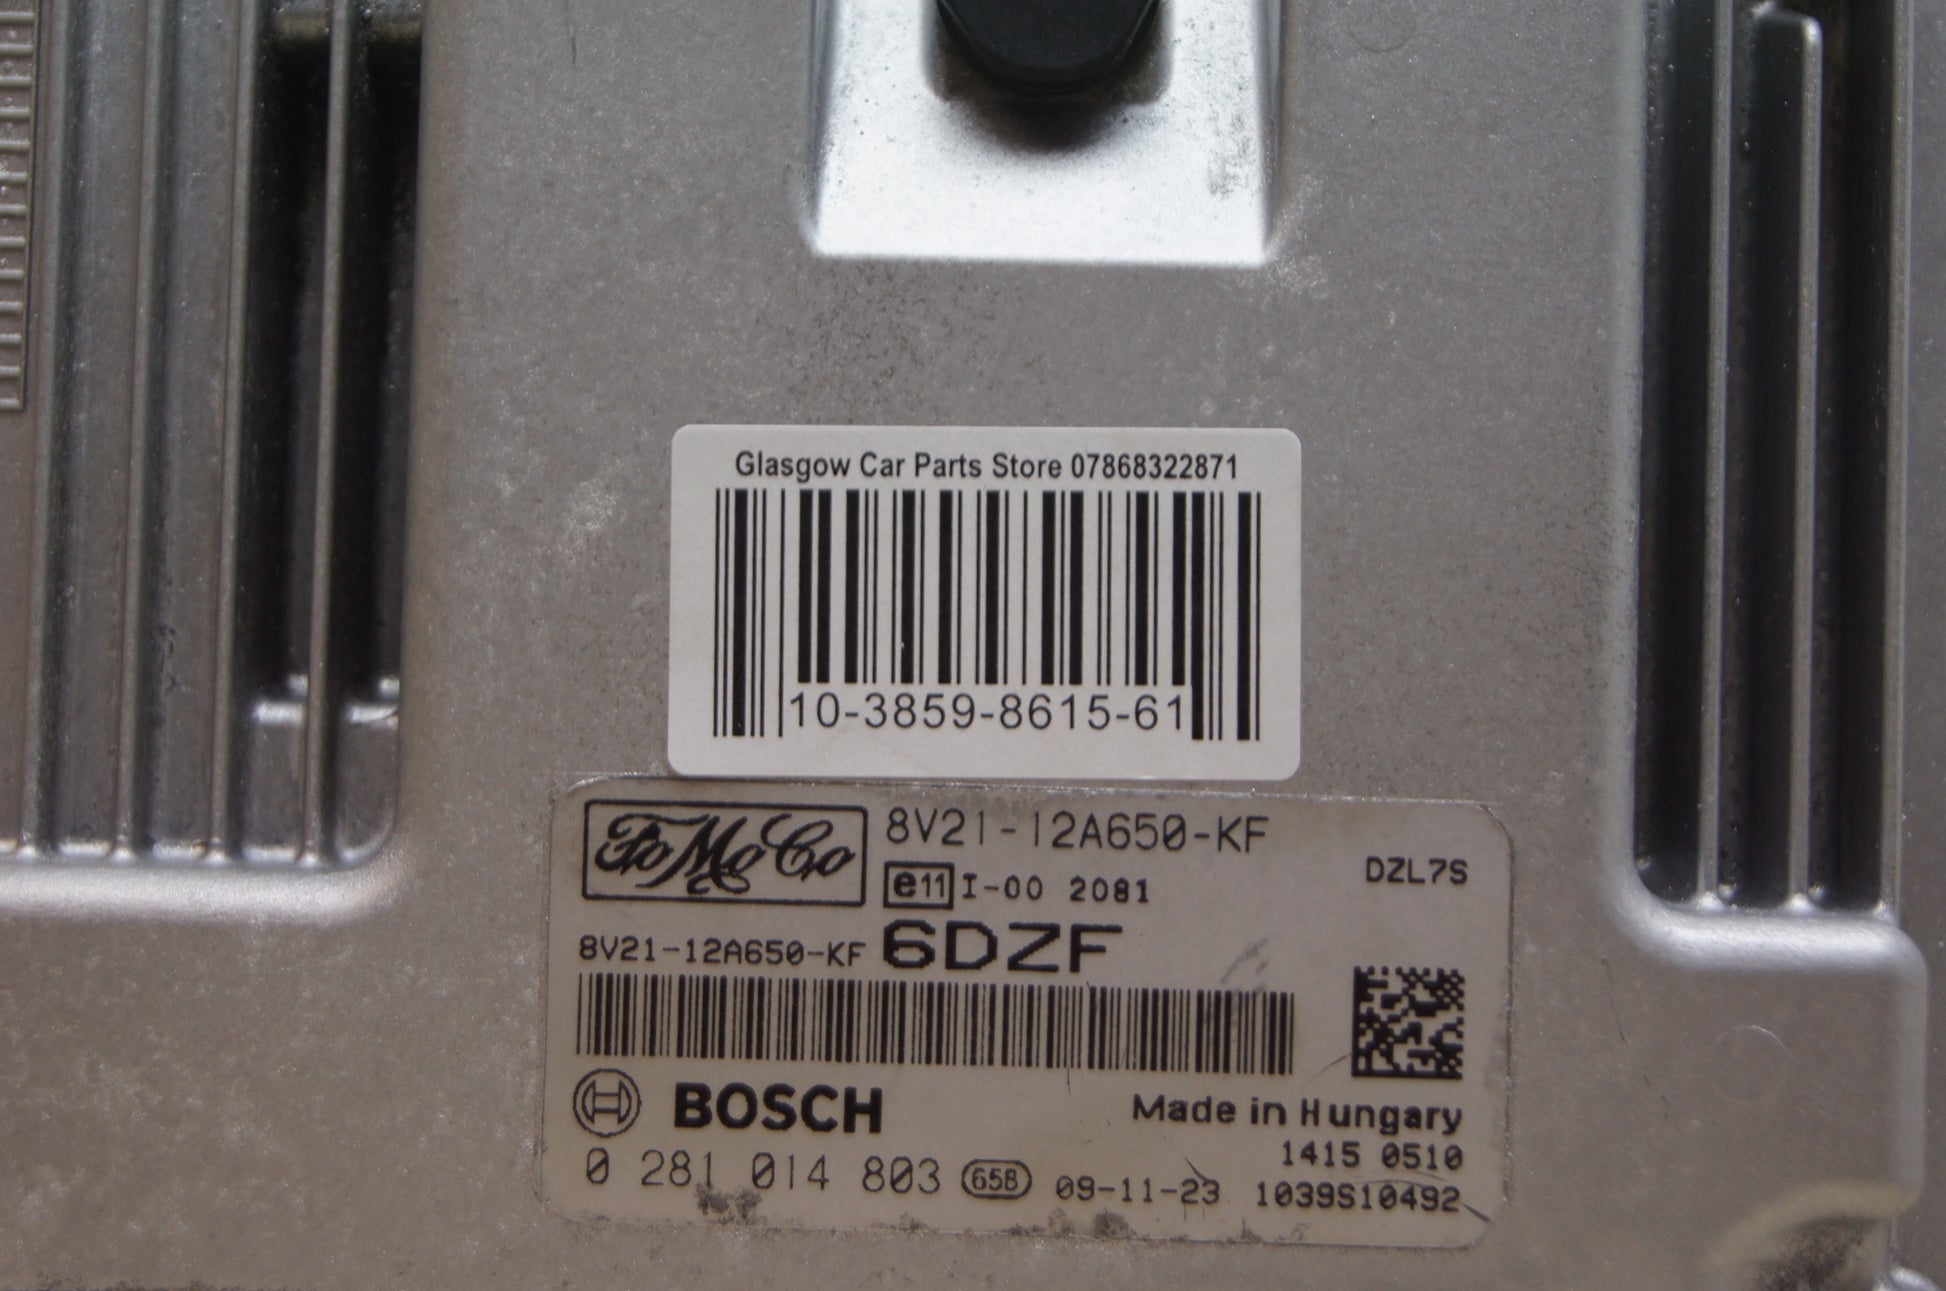 Glasgow Car Parts Store 07868322871
10-3859-8615-61
FoMoCo
8V21-12A650-KF
DZL7S
e11 I-00 2081
8V21-12A650-KF 6DZF
BOSCH
Made in Hungary
1415 0510
0 281 014 803 65B 09-11-23 1039S10492